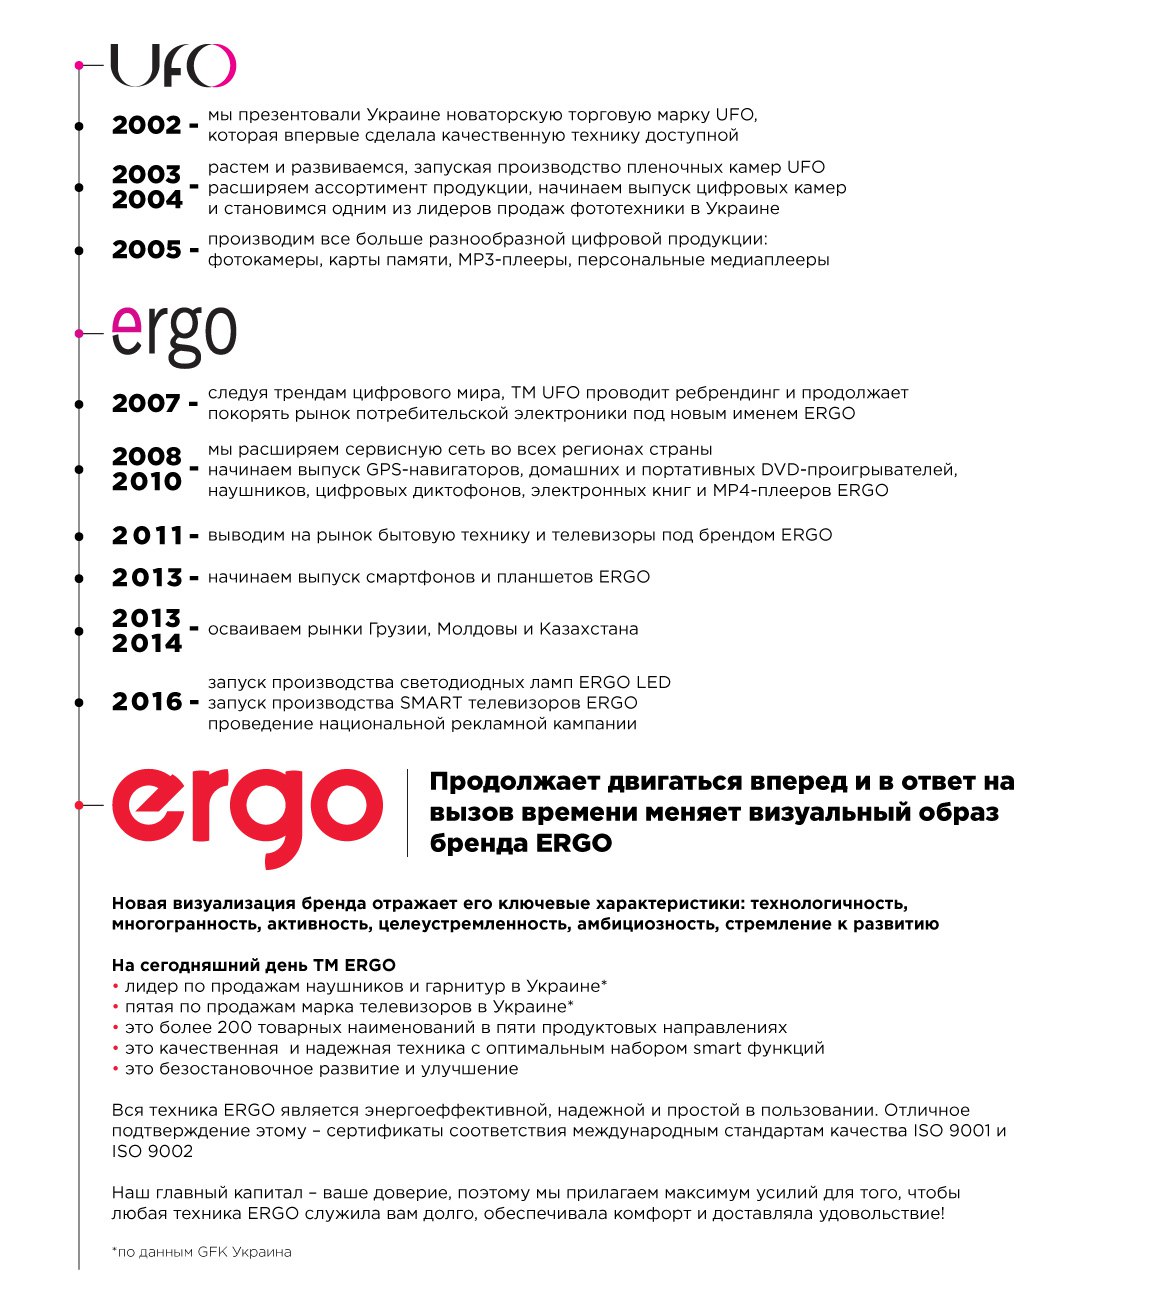 UFO
2002 - мы презентовали Украине новаторскую торговую марку UFO,
которая впервые сделала качественную технику доступной
2003
2004 - растем и развиваемся, запуская производство пленочных камер UFO
расширяем ассортимент продукции, начинаем выпуск цифровых камер
и становимся одним из лидеров продаж фототехники в Украине
2005 - производим все больше разнообразной цифровой продукции:
фотокамеры, карты памяти, MP3-плееры, персональные медиаплееры
ergo
2007 - следуя трендам цифрового мира, ТМ UFO проводит ребрендинг и продолжает
покорять рынок потребительской электроники под новым именем ERGO
2008
2010 - мы расширяем сервисную сеть во всех регионах страны
начинаем выпуск GPS-навигаторов, домашних и портативных DVD-проигрывателей,
наушников, цифровых диктофонов, электронных книг и MP4-плееров ERGO
2011 - выводим на рынок бытовую технику и телевизоры под брендом ERGO
2013 - начинаем выпуск смартфонов и планшетов ERGO
2013
2014 - осваиваем рынки Грузии, Молдовы и Казахстана
2016 - запуск производства светодиодных ламп ERGO LED
запуск производства SMART телевизоров ERGO
проведение национальной рекламной кампании
ergo
Продолжает двигаться вперед и в ответ на
вызов времени меняет визуальный образ
бренда ERGO
Новая визуализация бренда отражает его ключевые характеристики: технологичность,
многогранность, активность, целеустремленность, амбициозность, стремление к развитию
На сегодняшний день ТМ ERGO
• лидер по продажам наушников и гарнитур в Украине*
• пятая по продажам марка телевизоров в Украине*
• это более 200 товарных наименований в пяти продуктовых направлениях
• это качественная и надежная техника с оптимальным набором smart функций
• это безостановочное развитие и улучшение
Вся техника ERGO является энергоеффективной, надежной и простой в пользовании. Отличное
подтверждение этому – сертификаты соответствия международным стандартам качества ISO 9001 и
ISO 9002
Наш главный капитал – ваше доверие, поэтому мы прилагаем максимум усилий для того, чтобы
любая техника ERGO служила вам долго, обеспечивала комфорт и доставляла удовольствие!
*по данным GFK Украина